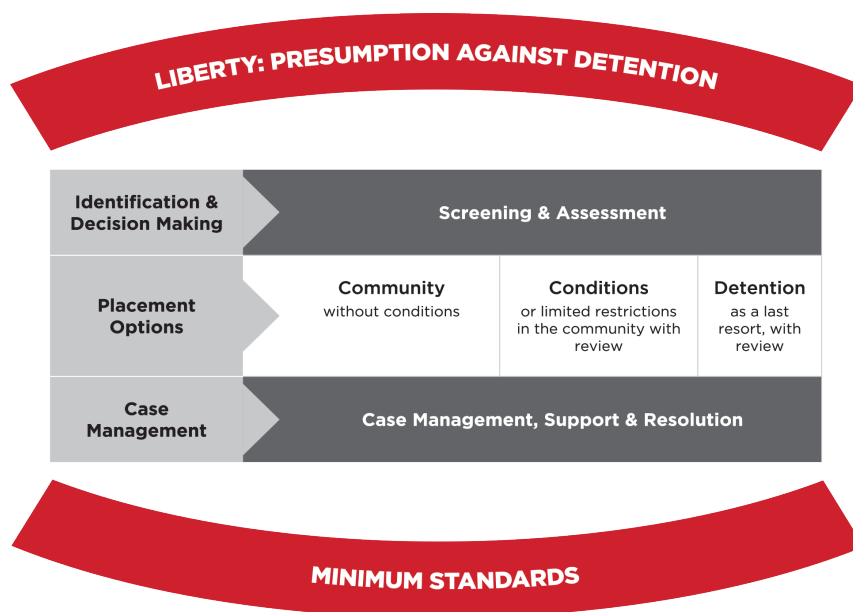 LIBERTY: PRESUMPTION AGAINST DETENTION
Identification &
Decision Making
Screening & Assessment
Placement
Options
Community
without conditions
Conditions
or limited restrictions
in the community with
review
Detention
as a last
resort, with
review
Case
Management
Case Management, Support & Resolution
MINIMUM STANDARDS